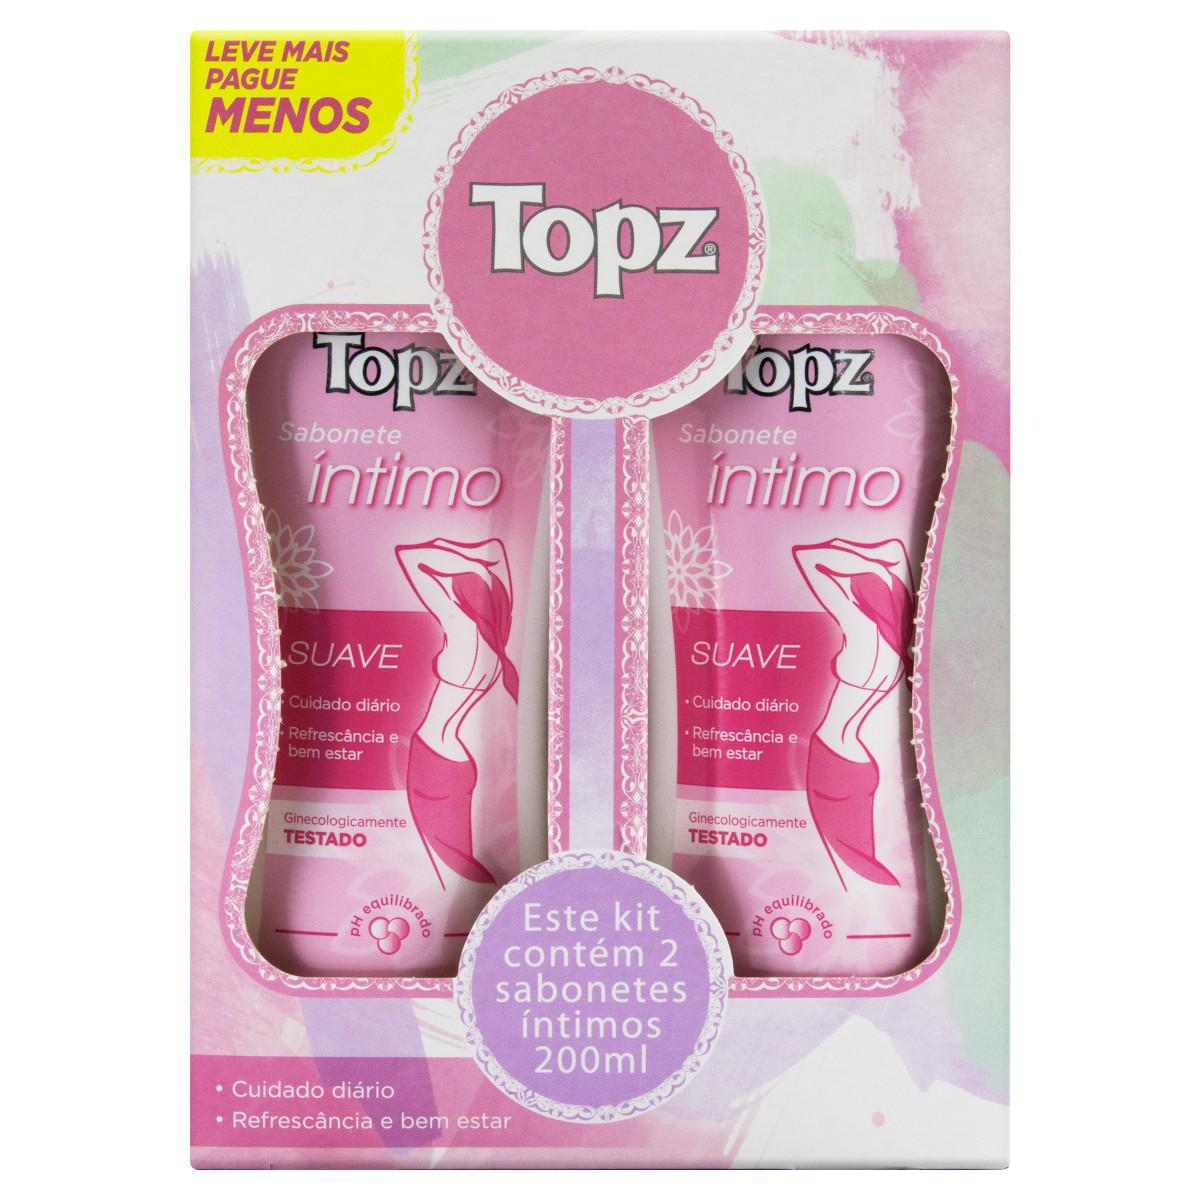 LEVE MAIS
PAGUE
MENOS
Topz®
Topz
Sabonete
íntimo
SUAVE
• Cuidado diário
• Refrescância e
bem estar
Ginecologicamente
TESTADO
pH equilibrado
Topz
Sabonete
íntimo
SUAVE
• Cuidado diário
• Refrescância e
bem estar
Ginecologicamente
TESTADO
pH equilibrado
Este kit
contém 2
sabonetes
íntimos
200ml
• Cuidado diário
• Refrescância e bem estar